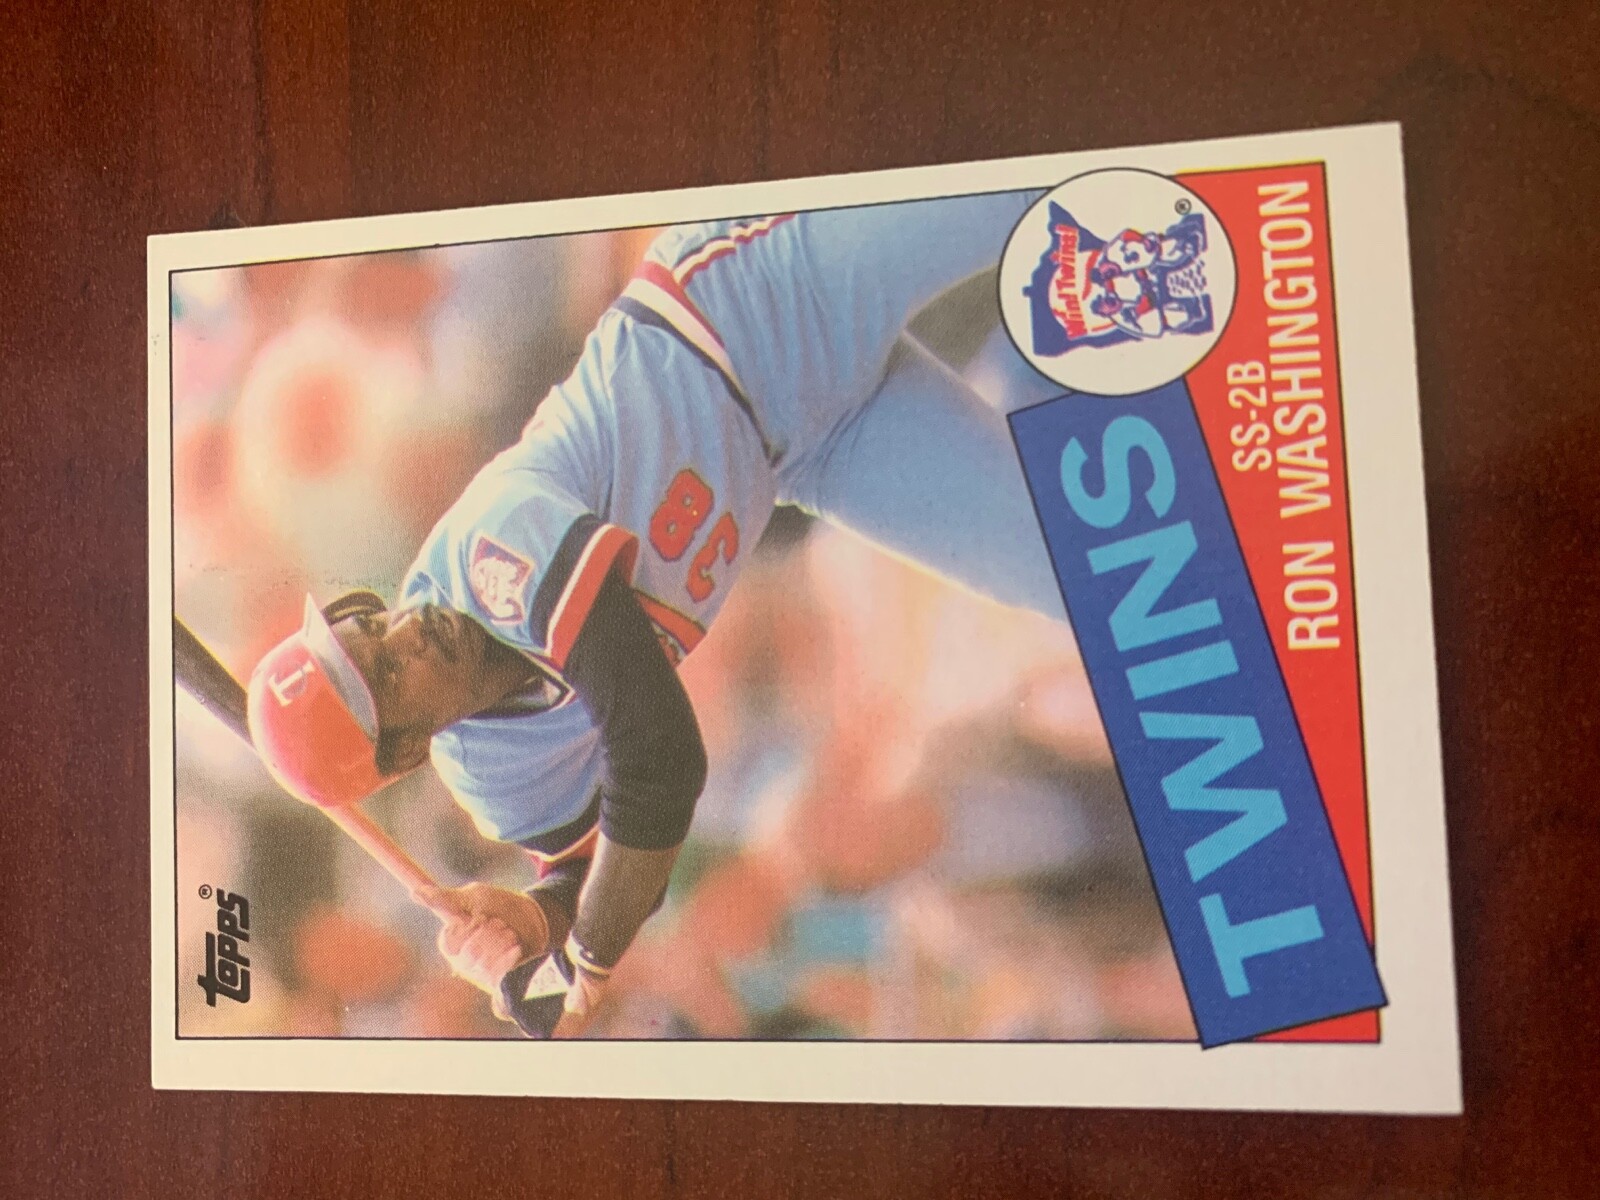 topps®
38
T
Win! Twins!
®
TWINS
SS-2B
RON WASHINGTON